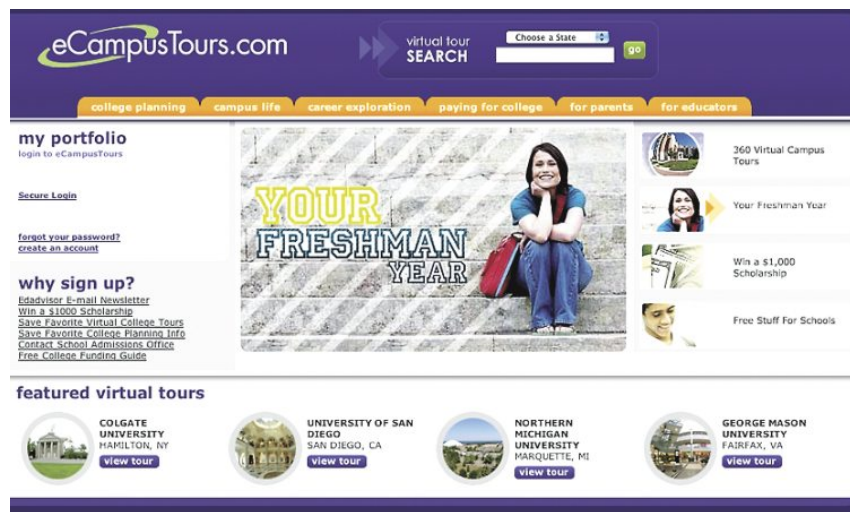 eCampusTours.com
virtual tour
SEARCH
Choose a State
go
college planning
campus life
career exploration
paying for college
for parents
for educators
my portfolio
login to eCampusTours
Secure Login
forgot your password?
create an account
why sign up?
Edadvisor E-mail Newsletter
Win a $1000 Scholarship
Save Favorite Virtual College Tours
Save Favorite College Planning Info
Contact School Admissions Office
Free College Funding Guide
YOUR
FRESHMAN
YEAR
360 Virtual Campus
Tours
Your Freshman Year
Win a $1,000
Scholarship
Free Stuff For Schools
featured virtual tours
COLGATE
UNIVERSITY
HAMILTON, NY
view tour
UNIVERSITY OF SAN
DIEGO
SAN DIEGO, CA
view tour
NORTHERN
MICHIGAN
UNIVERSITY
MARQUETTE, MI
view tour
GEORGE MASON
UNIVERSITY
FAIRFAX, VA
view tour